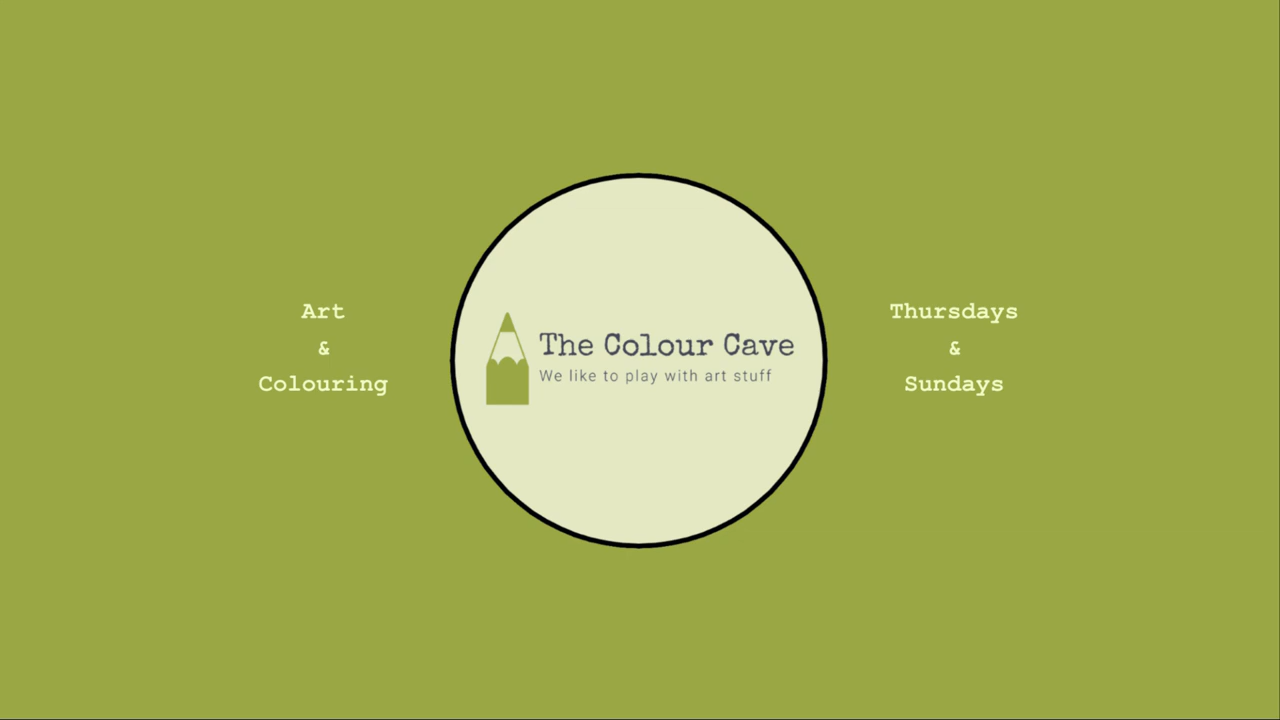 Art
&
Colouring
The Colour Cave
We like to play with art stuff
Thursdays
&
Sundays